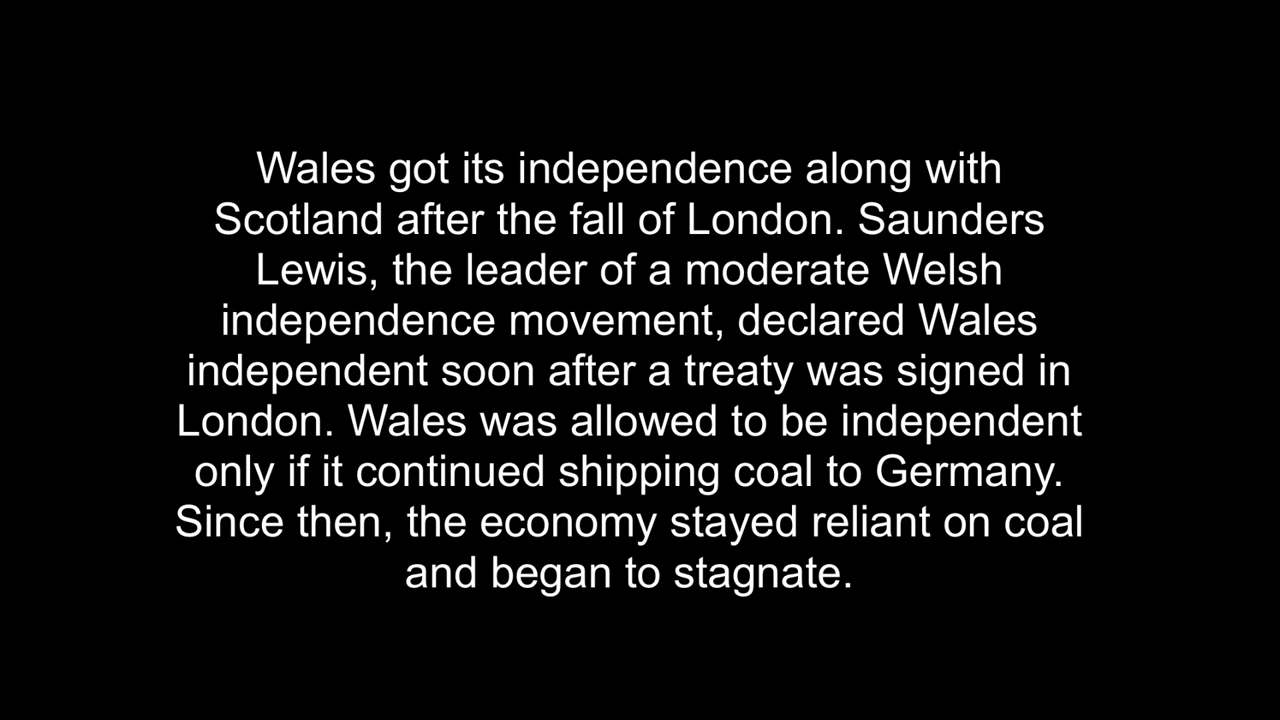 Wales got its independence along with
Scotland after the fall of London. Saunders
Lewis, the leader of a moderate Welsh
independence movement, declared Wales
independent soon after a treaty was signed in
London. Wales was allowed to be independent
only if it continued shipping coal to Germany.
Since then, the economy stayed reliant on coal
and began to stagnate.